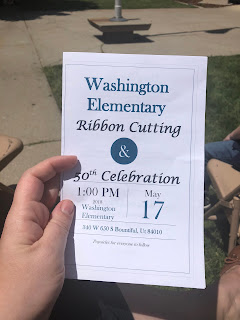 Washington
Elementary
Ribbon Cutting
&
50th Celebration
1:00 PM
Washington
Elementary
May
17
340 W 650 S Bountiful, Ut 84010